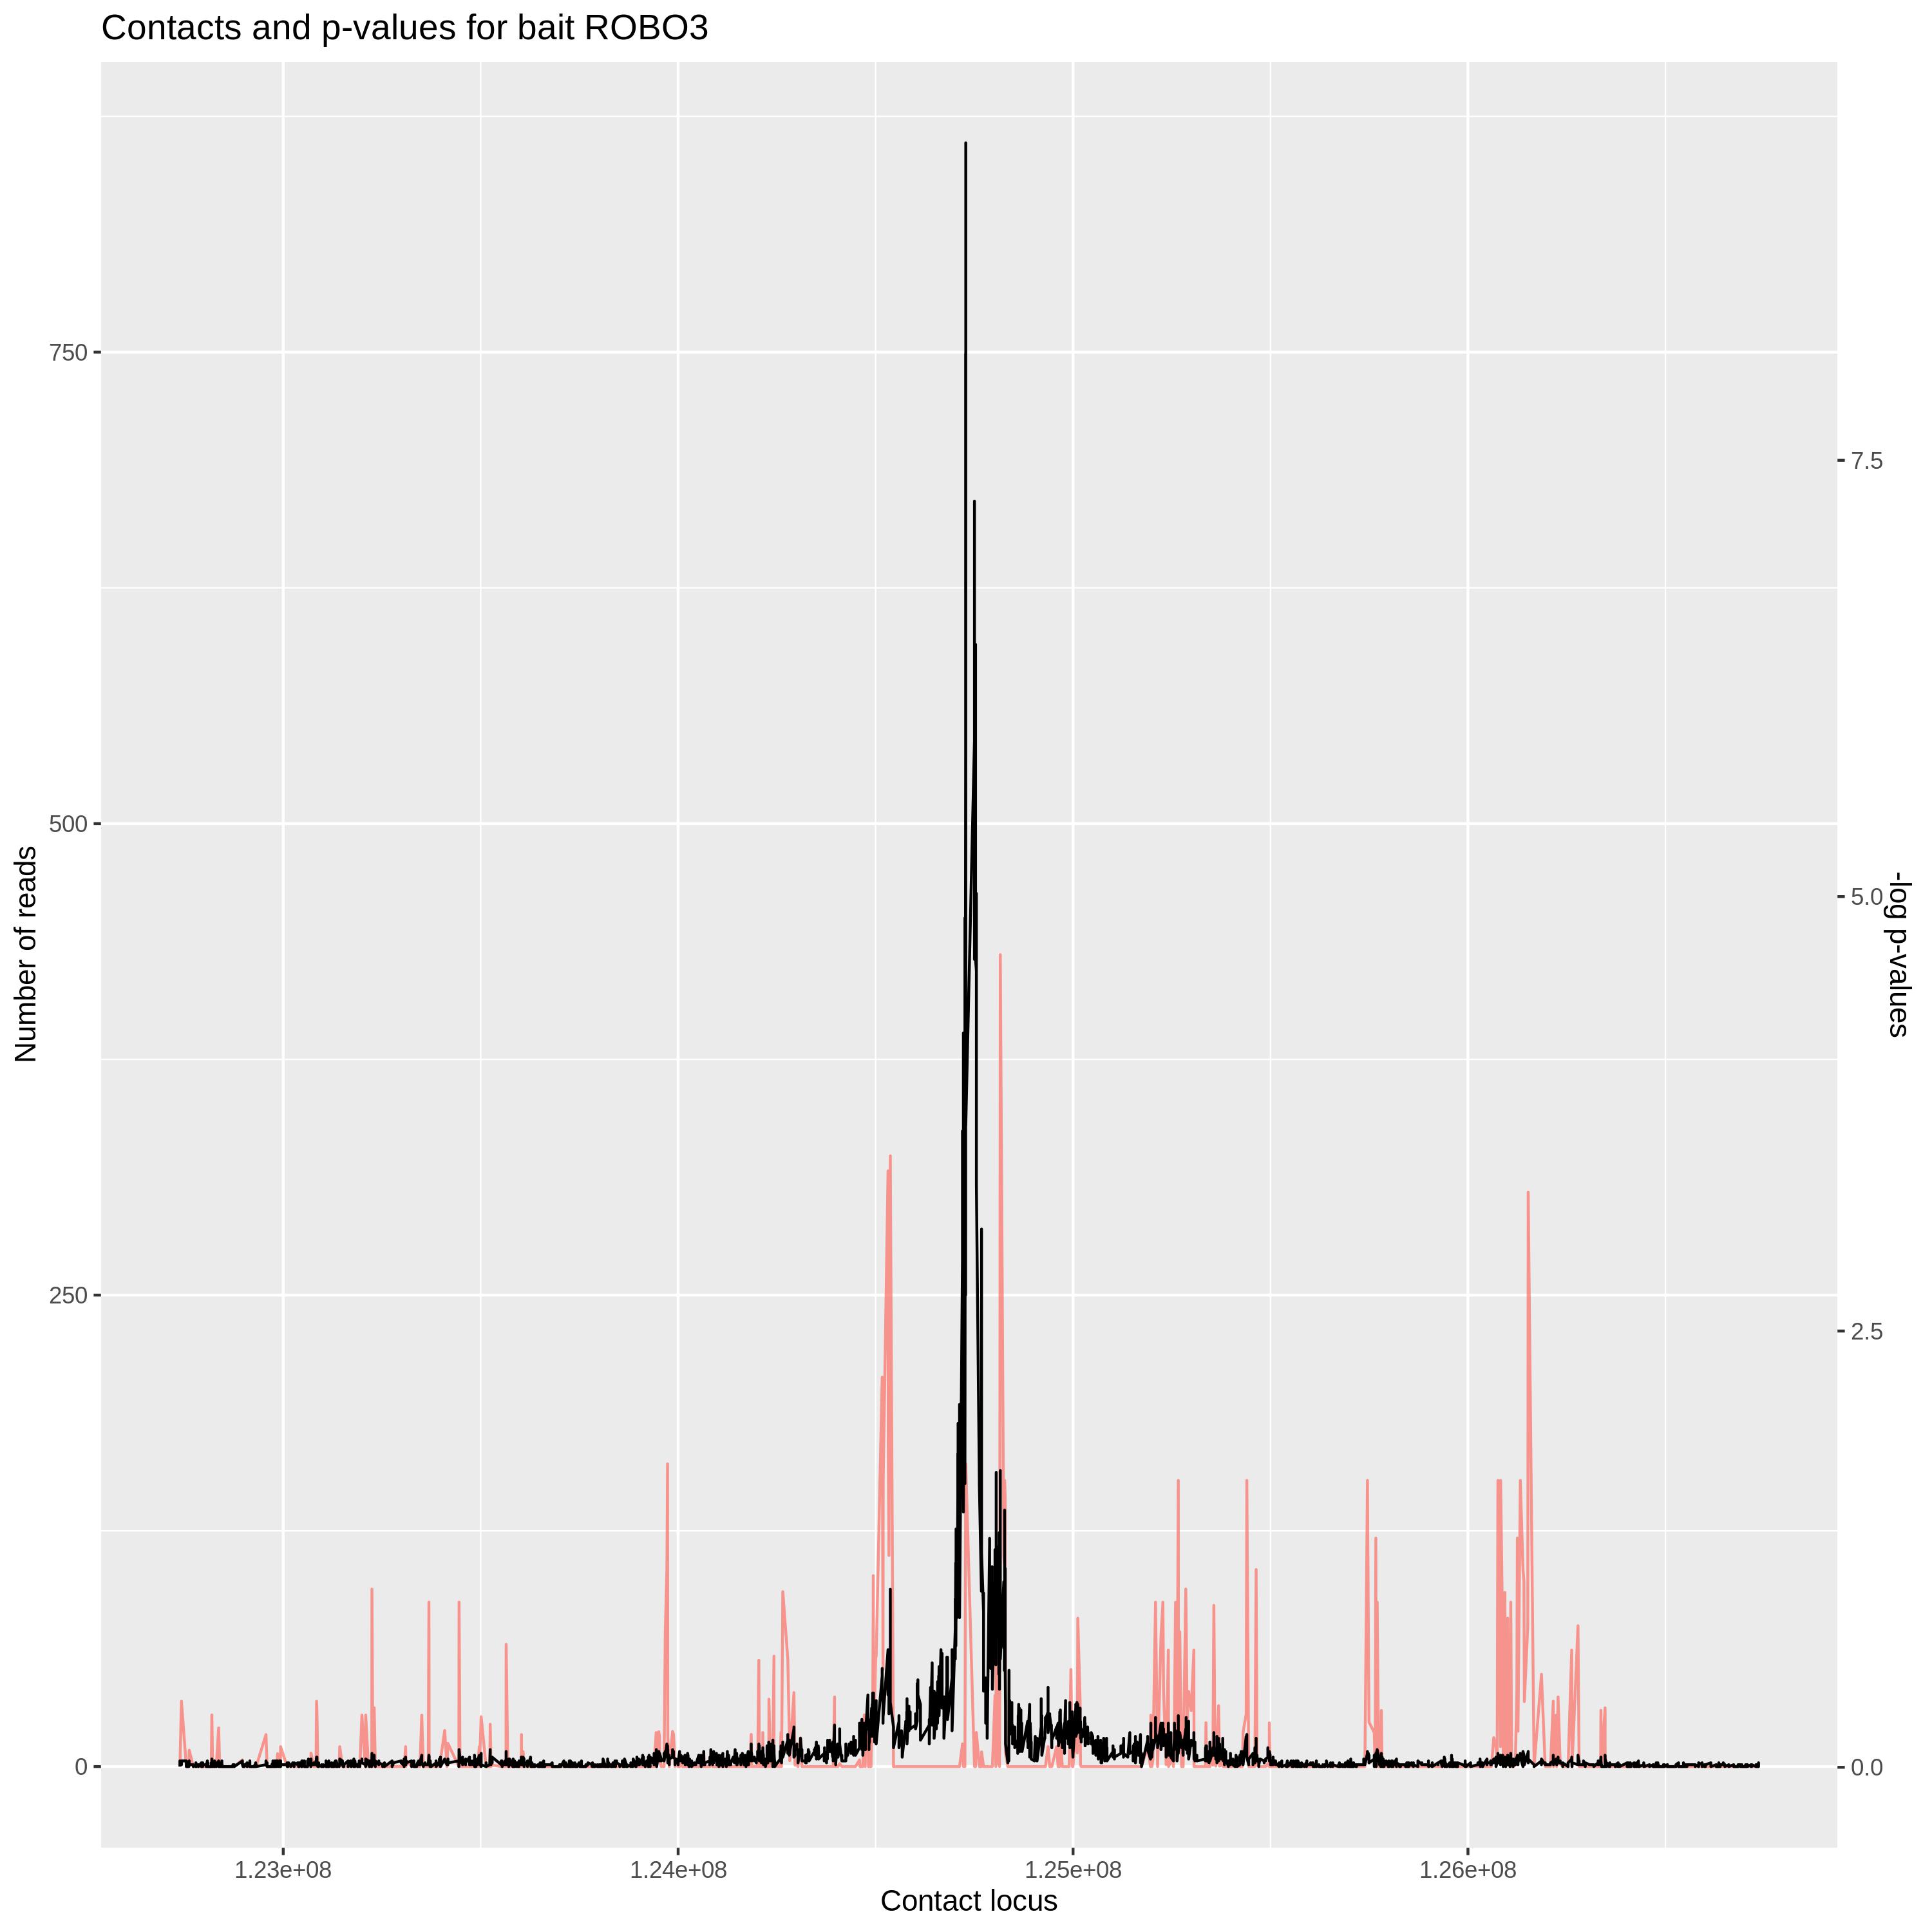 Contacts and p-values for bait ROBO3
750
500
250
0
Number of reads
7.5
5.0
2.5
0.0
-log p-values
1.23e+08
1.24e+08
1.25e+08
1.26e+08
Contact locus